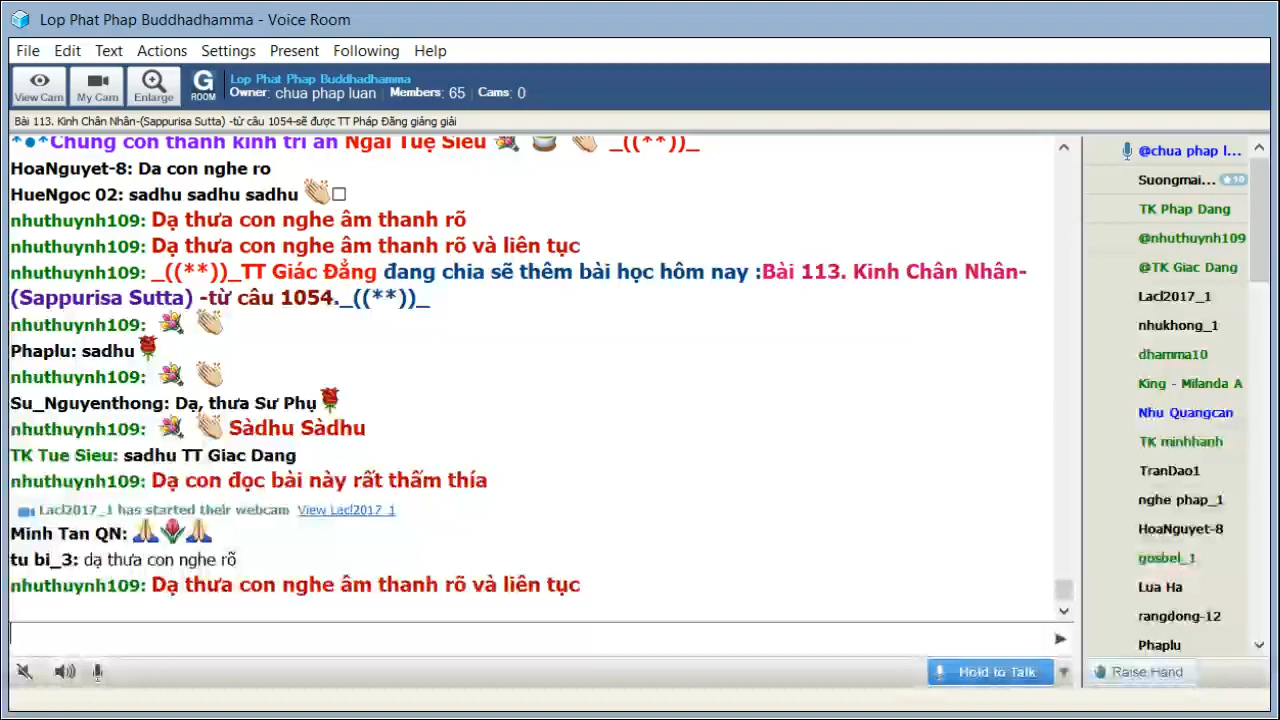 Lop Phat Phap Buddhadhamma - Voice Room
File Edit Text Actions Settings Present Following Help
View Cam My Cam Enlarge G ROOM Lop Phat Phap Buddhadhamma
Owner: chua phap luan Members: 65 Cams: 0
Bài 113. Kinh Chân Nhân-(Sappurisa Sutta) -từ câu 1054-sẽ được TT Pháp Đăng giảng giải
*●*Chúng con thành kính tri ân Ngài Tuệ Siêu _((**))_
HoaNguyet-8: Da con nghe ro
HueNgoc 02: sadhu sadhu sadhu
nhuthuynh109: Dạ thưa con nghe âm thanh rõ
nhuthuynh109: Dạ thưa con nghe âm thanh rõ và liên tục
nhuthuynh109: _((**))_TT Giác Đẳng đang chia sẽ thêm bài học hôm nay :Bài 113. Kinh Chân Nhân-
(Sappurisa Sutta) -từ câu 1054._((**))_
nhuthuynh109:
Phaplu: sadhu
nhuthuynh109:
Su_Nguyenthong: Dạ, thưa Sư Phụ
nhuthuynh109: Sàdhu Sàdhu
TK Tue Sieu: sadhu TT Giac Dang
nhuthuynh109: Dạ con đọc bài này rất thấm thía
Lacl2017_1 has started their webcam View Lacl2017_1
Minh Tan QN:
tu bi_3: dạ thưa con nghe rõ
nhuthuynh109: Dạ thưa con nghe âm thanh rõ và liên tục
Hold to Talk
@chua phap l...
Suongmai... 10
TK Phap Dang
@nhuthuynh109
@TK Giac Dang
Lacl2017_1
nhukhong_1
dhamma10
King - Milanda A
Nhu Quangcan
TK minhhanh
TranDao1
nghe phap_1
HoaNguyet-8
gosbel_1
Lua Ha
rangdong-12
Phaplu
Raise Hand